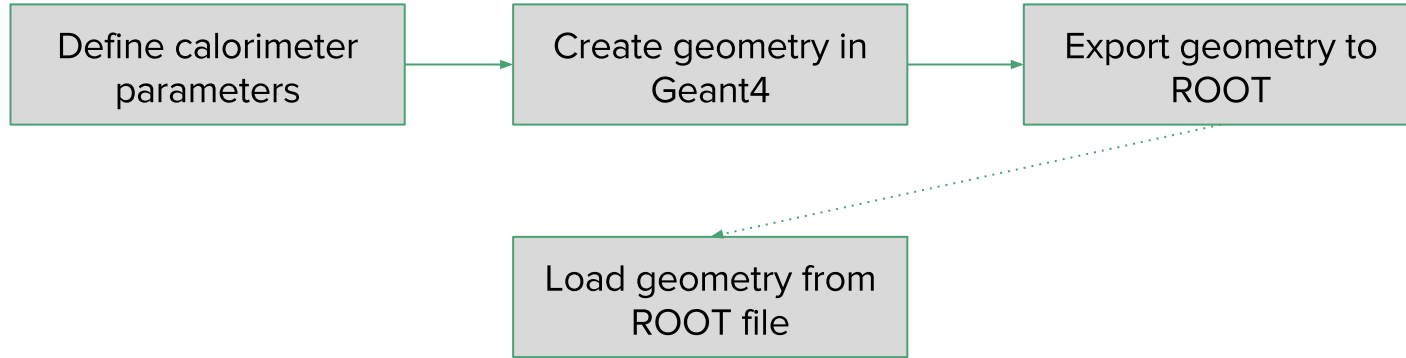 Define calorimeter
parameters
Create geometry in
Geant4
Export geometry to
ROOT
Load geometry from
ROOT file